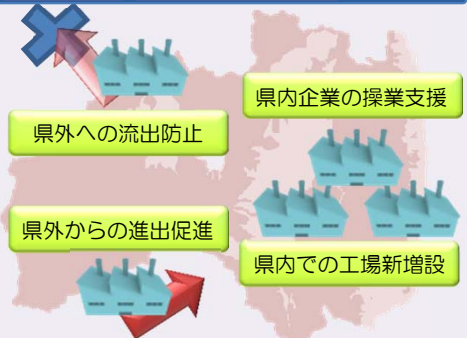 県外への流出防止
県内企業の操業支援
県外からの進出促進
県内での工場新増設